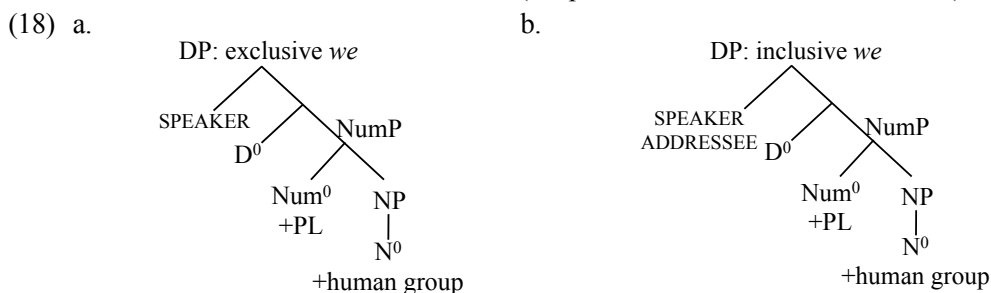 (18) a.
DP: exclusive we
SPEAKER
D⁰
NumP
Num⁰
+PL
NP
N⁰
+human group
b.
DP: inclusive we
SPEAKER
ADDRESSEE
D⁰
NumP
Num⁰
+PL
NP
N⁰
+human group